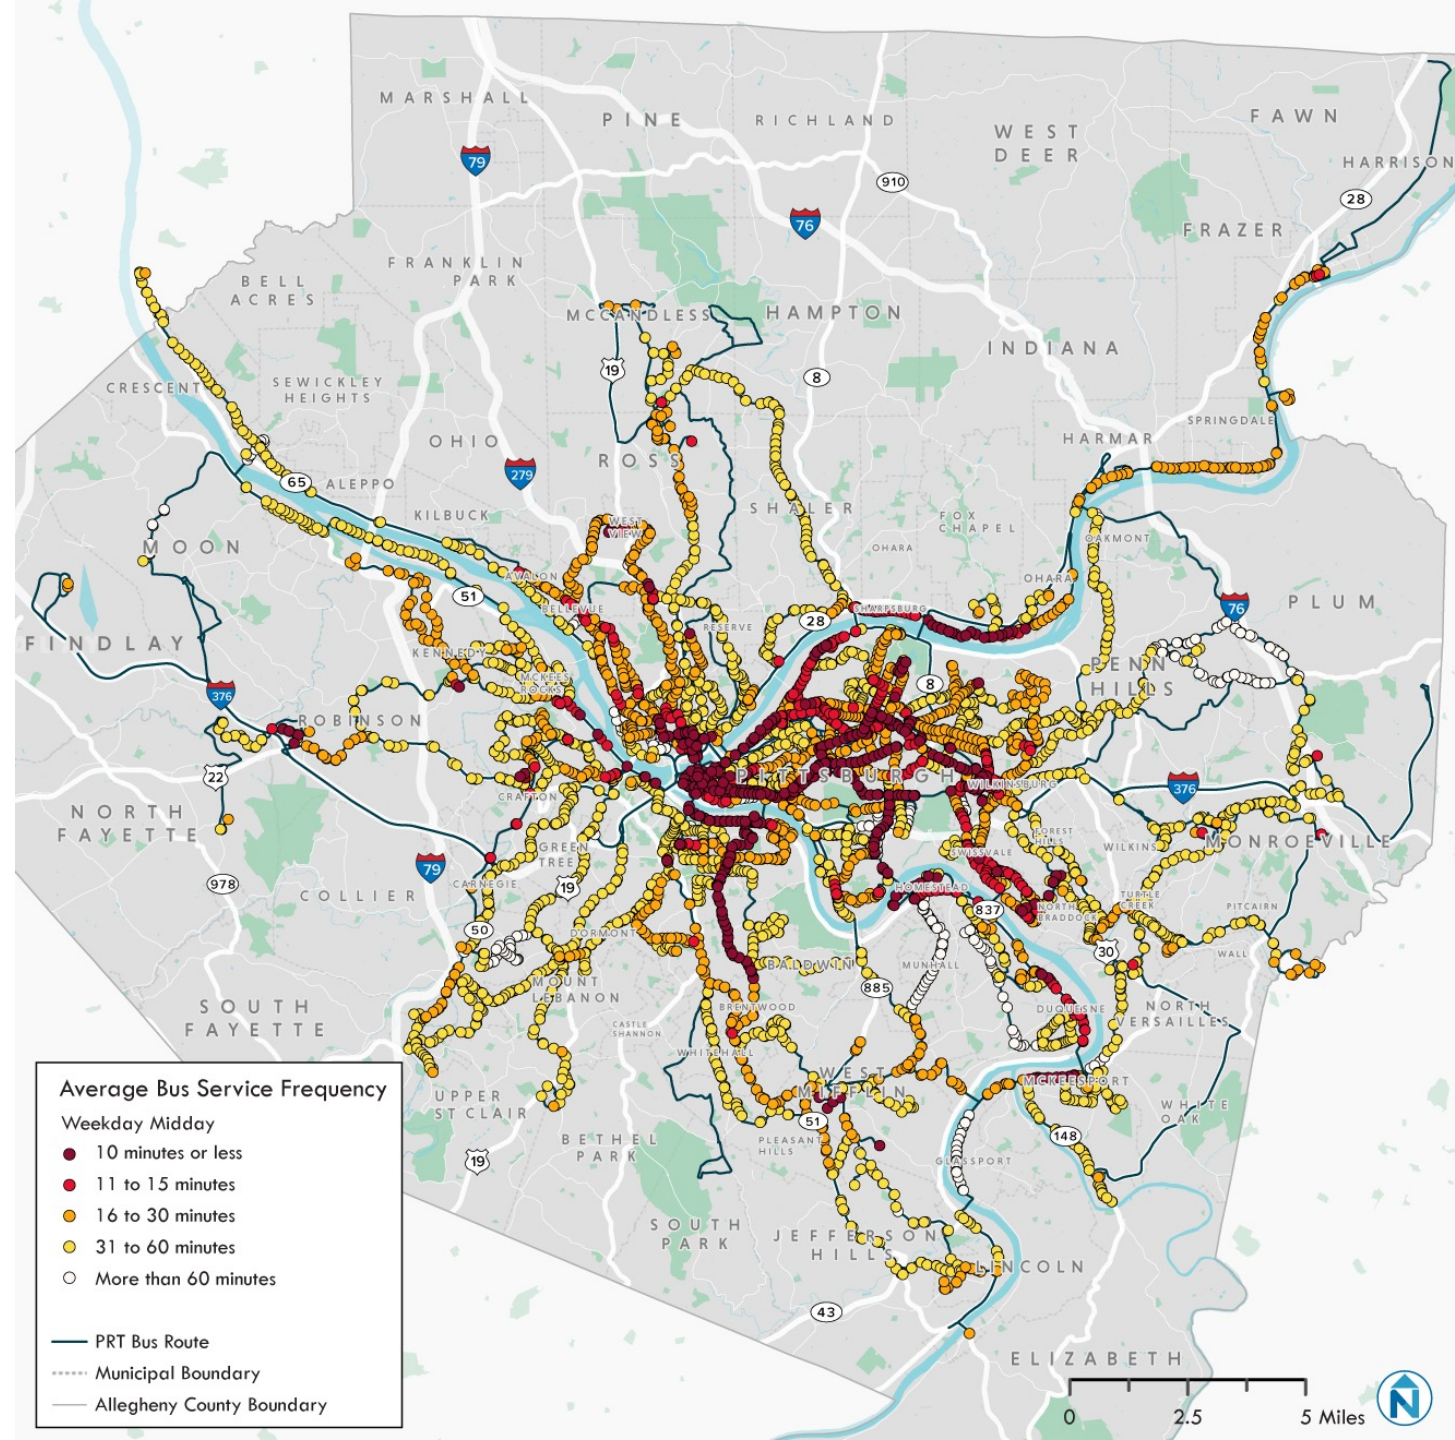 MARSHALL
PINE
RICHLAND
WEST
DEER
FAWN
HARRISON
79
910
28
76
FRAZER
FRANKLIN
PARK
BELL
ACRES
MCCANDLESS
HAMPTON
INDIANA
19
8
CRESCENT
SEWICKLEY
HEIGHTS
OHIO
ROSS
HARMAR
SPRINGDALE
279
65
ALEPPO
KILBUCK
WEST
VIEW
SHALER
FOX
CHAPEL
OAKMONT
OHARA
MOON
AVALON
OHARA
51
BELLEVUE
SHARPSBURG
28
RESERVE
76
PLUM
FINDLAY
KENNEDY
MCKEES
ROCKS
8
PENN
HILLS
376
ROBINSON
22
PITTSBURGH
WILKINSBURG
376
CRAFTON
NORTH
FAYETTE
FOREST
HILLS
WILKINS
MONROEVILLE
GREEN
TREE
SWISSVALE
79
978
CARNEGIE
19
HOMESTEAD
COLLIER
837
NORTH
BRADDOCK
TURTLE
CREEK
PITCAIRN
50
DORMONT
30
WALL
BALDWIN
MUNHALL
MOUNT
LEBANON
885
SOUTH
FAYETTE
BRENTWOOD
DUQUESNE
NORTH
VERSAILLES
CASTLE
SHANNON
WHITEHALL
WEST
MIFFLIN
MCKEESPORT
UPPER
ST CLAIR
51
WHITE
OAK
BETHEL
PARK
PLEASANT
HILLS
148
19
GLASSPORT
SOUTH
PARK
JEFFERSON
HILLS
LINCOLN
43
ELIZABETH
Average Bus Service Frequency
Weekday Midday
10 minutes or less
11 to 15 minutes
16 to 30 minutes
31 to 60 minutes
More than 60 minutes
PRT Bus Route
Municipal Boundary
Allegheny County Boundary
0 2.5 5 Miles
N